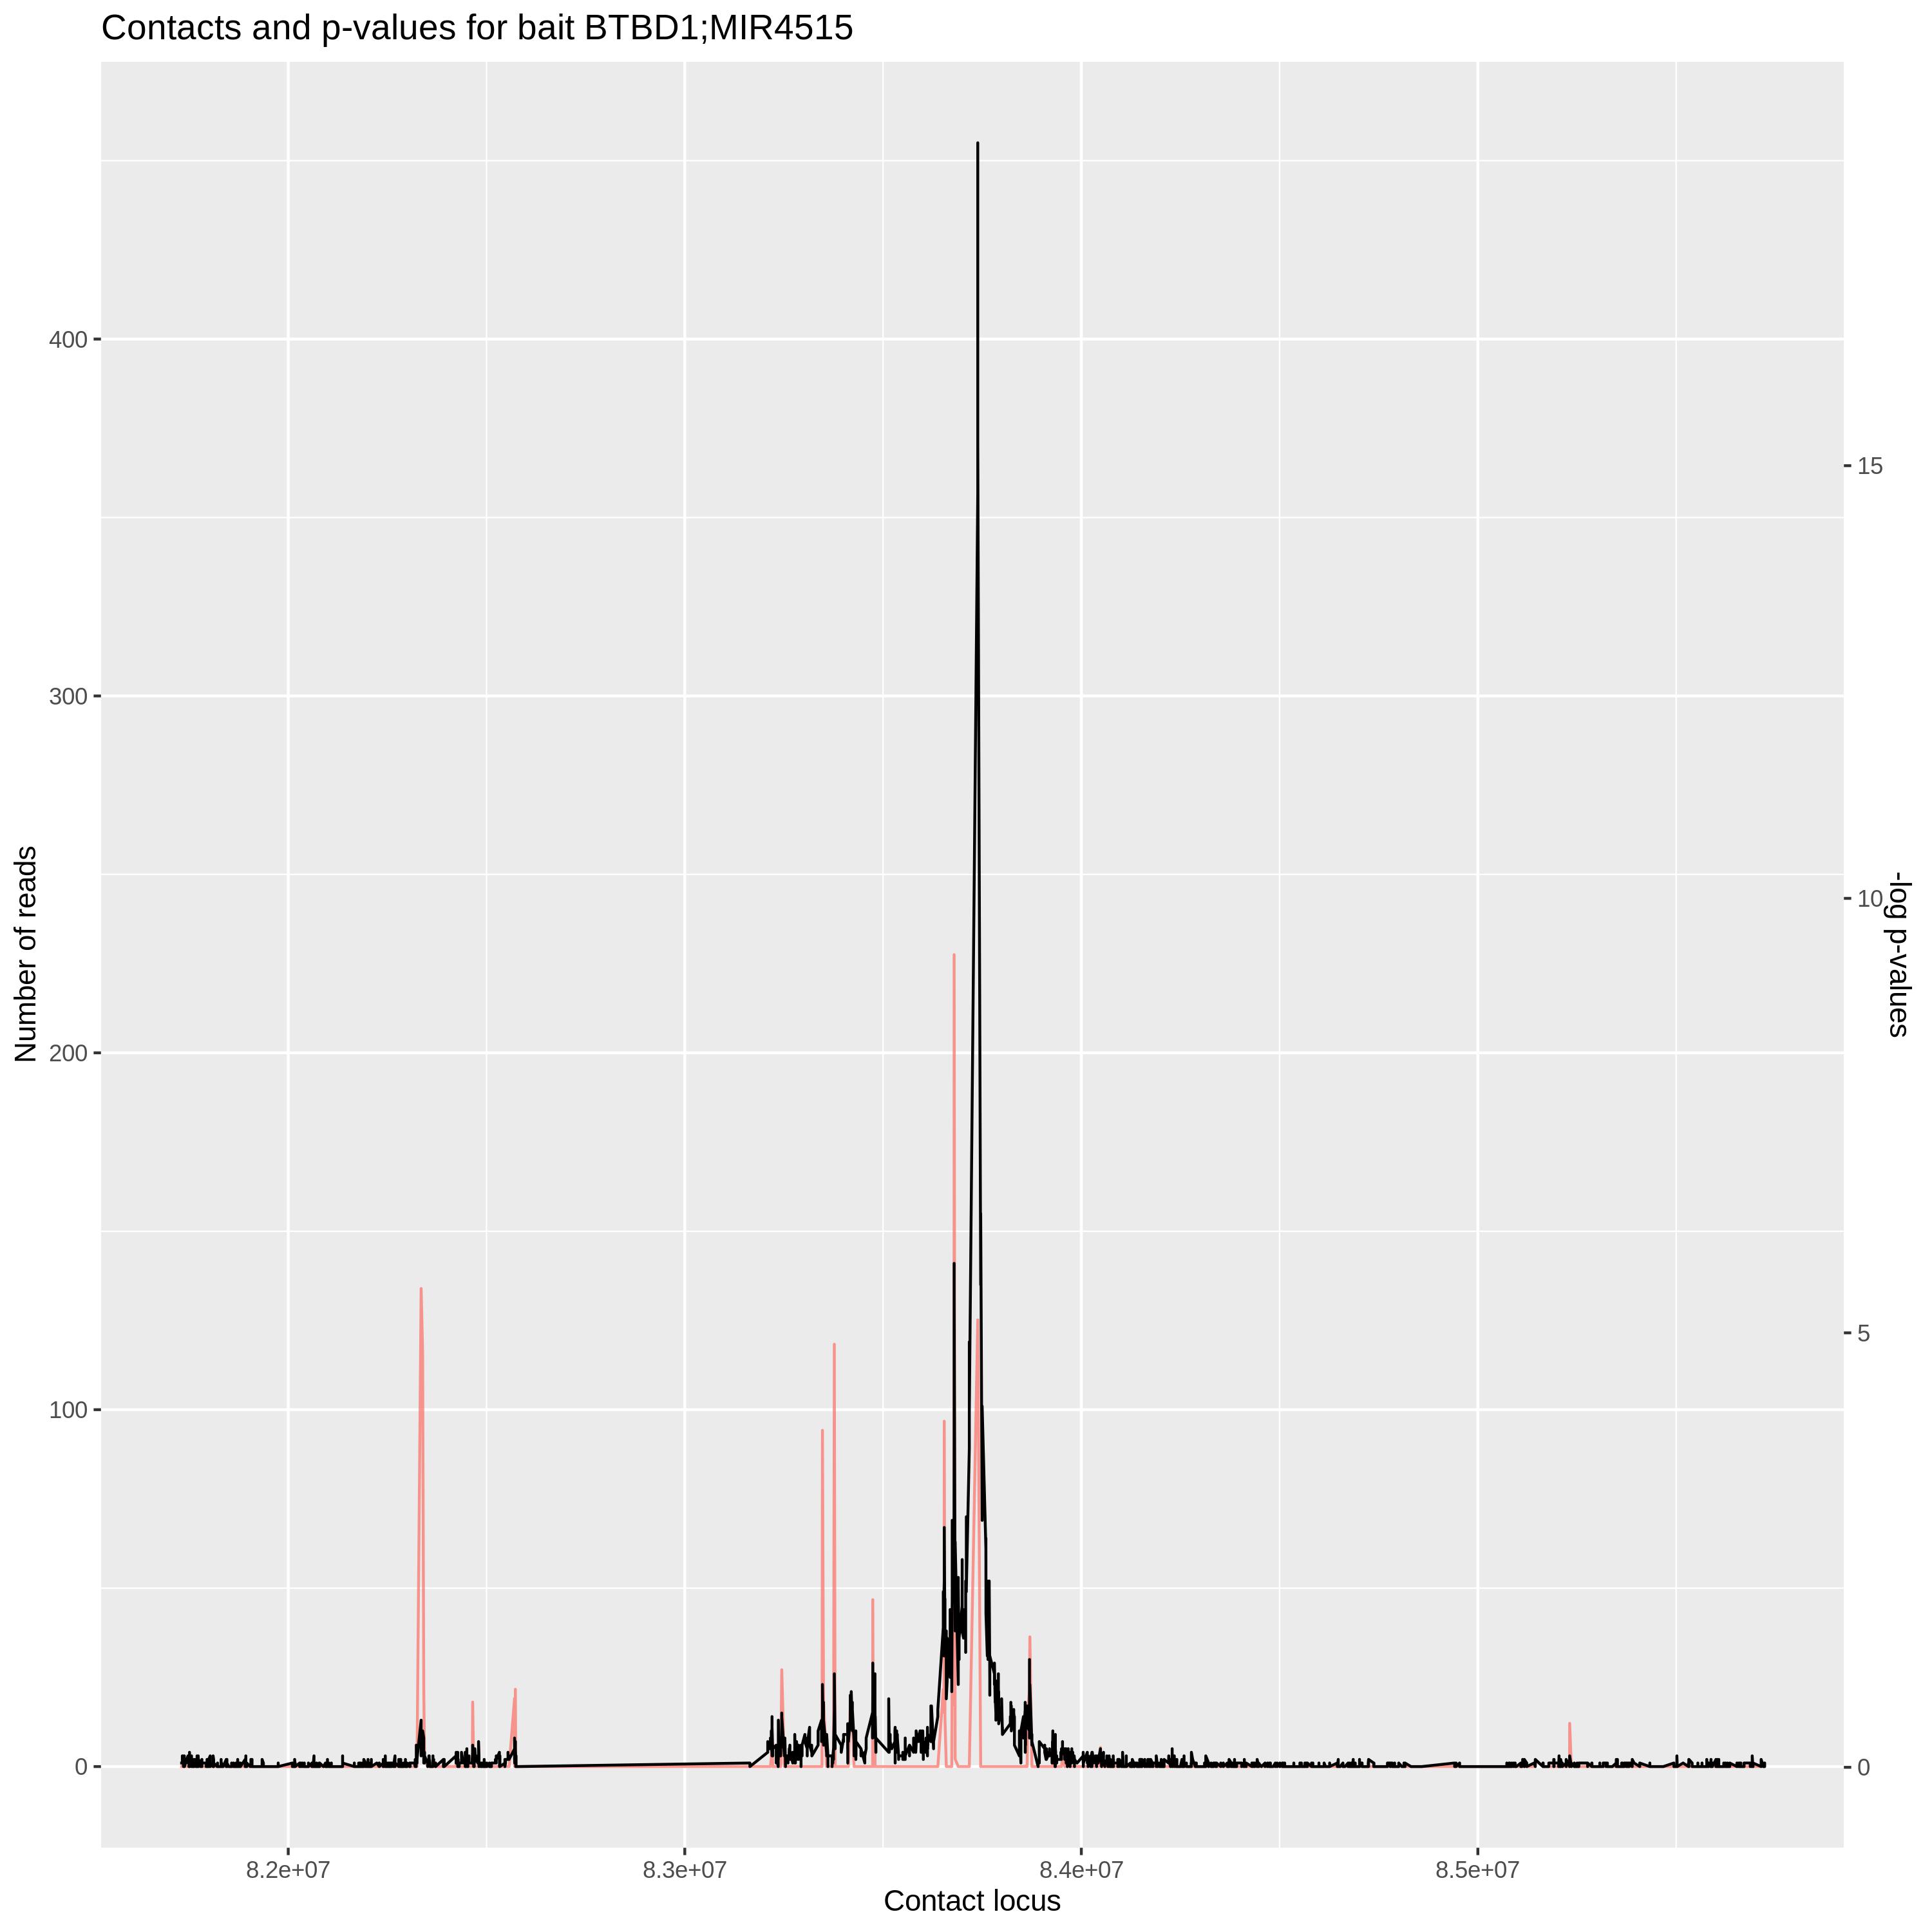 Contacts and p-values for bait BTBD1;MIR4515
Number of reads
400
300
200
100
0
15
10
5
0
-log p-values
8.2e+07 8.3e+07 8.4e+07 8.5e+07
Contact locus